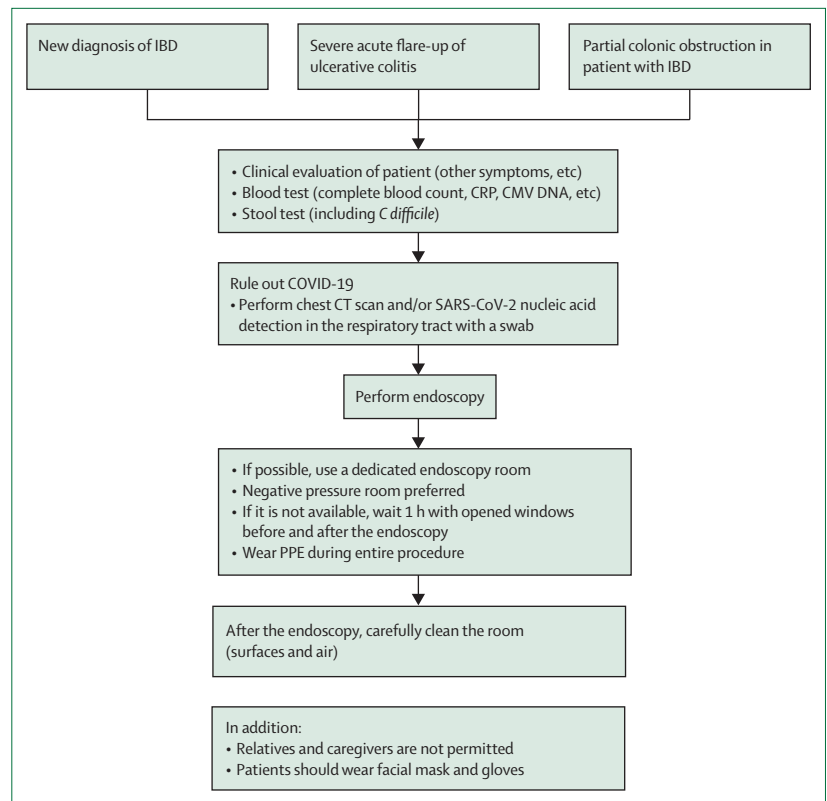 New diagnosis of IBD
Severe acute flare-up of
ulcerative colitis
Partial colonic obstruction in
patient with IBD
• Clinical evaluation of patient (other symptoms, etc)
• Blood test (complete blood count, CRP, CMV DNA, etc)
• Stool test (including C difficile)
Rule out COVID-19
• Perform chest CT scan and/or SARS-CoV-2 nucleic acid
detection in the respiratory tract with a swab
Perform endoscopy
• If possible, use a dedicated endoscopy room
• Negative pressure room preferred
• If it is not available, wait 1 h with opened windows
before and after the endoscopy
• Wear PPE during entire procedure
After the endoscopy, carefully clean the room
(surfaces and air)
In addition:
• Relatives and caregivers are not permitted
• Patients should wear facial mask and gloves